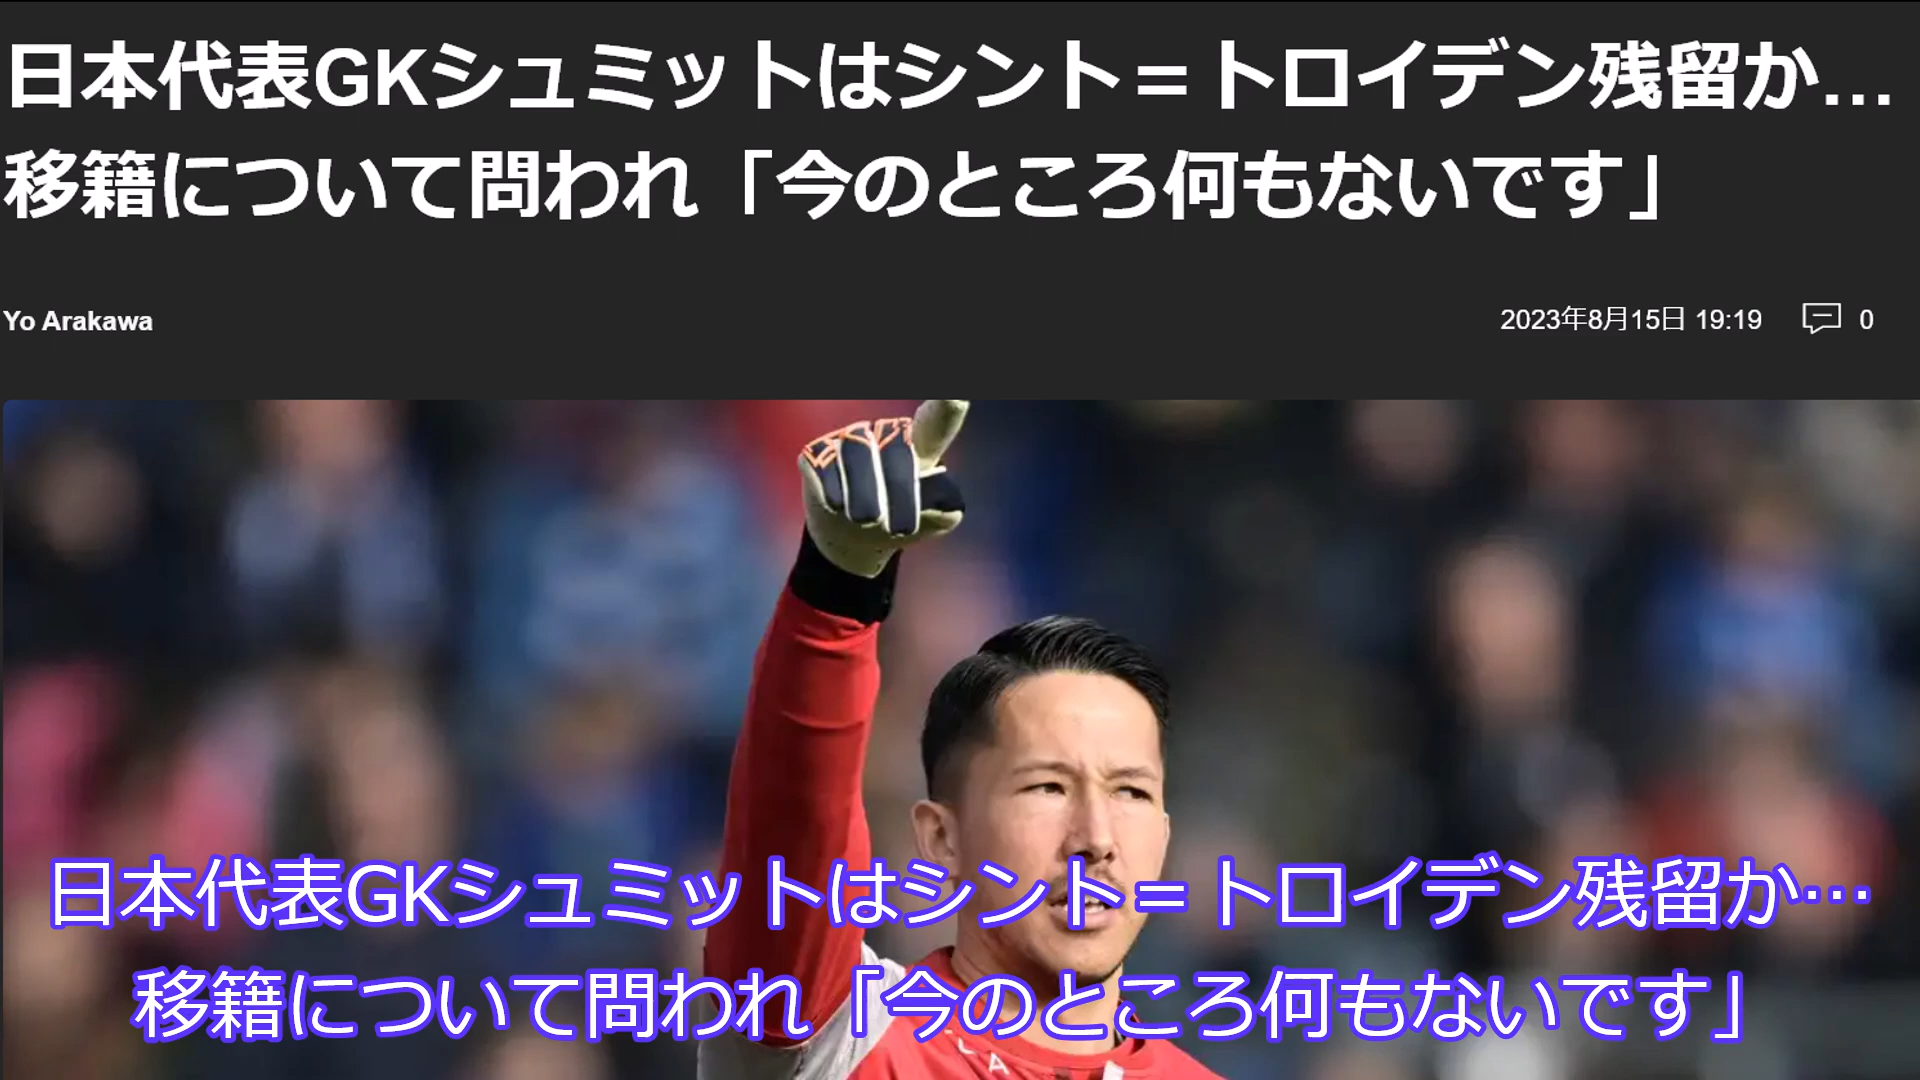 日本代表GKシュミットはシント＝トロイデン残留か…
移籍について問われ「今のところ何もないです」
Yo Arakawa
2023年8月15日 19:19
0
日本代表GKシュミットはシント＝トロイデン残留か…
移籍について問われ「今のところ何もないです」